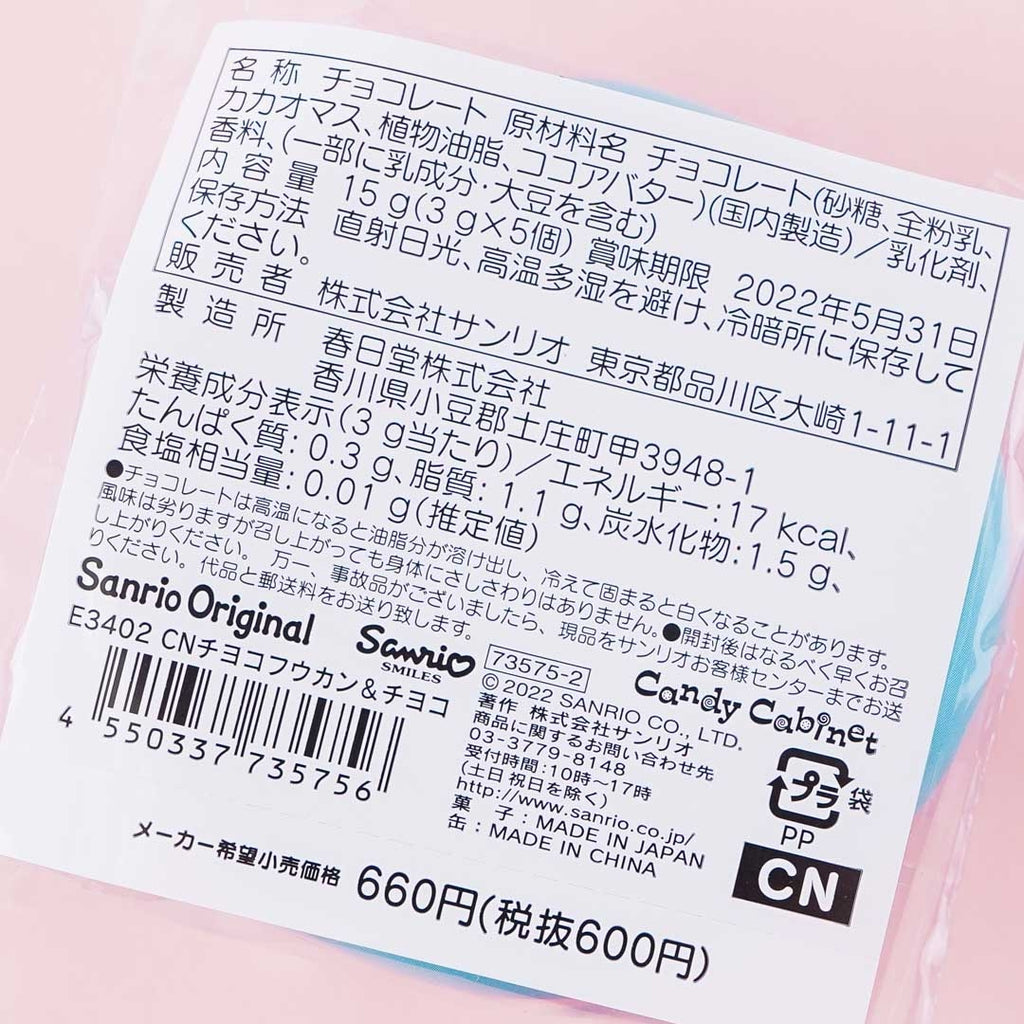 名称 チョコレート 原材料名 チョコレート(砂糖、全粉乳、
カカオマス、植物油脂、ココアバター)(国内製造)/乳化剤、
香料、(一部に乳成分・大豆を含む)
内容量 15g(3g×5個) 賞味期限 2022年5月31日
保存方法 直射日光、高温多湿を避け、冷暗所に保存して
ください。
販売者 株式会社サンリオ 東京都品川区大崎1-11-1
製造所 春日堂株式会社
香川県小豆郡土庄町甲3948-1
栄養成分表示(3g当たり)/エネルギー:17 kcal、
たんぱく質:0.3 g、脂質:1.1 g、炭水化物:1.5 g、
食塩相当量:0.01 g(推定値)
●チョコレートは高温になると油脂分が溶け出し、冷えて固まると白くなることがあります。
風味は劣りますが召し上がっても身体にさしさわりはありません。●開封後はなるべく早くお召
し上がりください。 万一、事故品がございましたら、現品をサンリオお客様センターまでお送
りください。代品と郵送料をお送り致します。
Sanrio Original
Sanrio
SMILES
73575-2
Candy Cabinet
E3402 CNチヨコフウカン&チヨコ
4 550337 735756
©2022 SANRIO CO., LTD.
著作 株式会社サンリオ
商品に関するお問い合わせ先
03-3779-8148
受付時間:10時〜17時
(土日祝日を除く)
http://www.sanrio.co.jp/
菓 子:MADE IN JAPAN
缶:MADE IN CHINA
プラ 袋
PP
CN
メーカー希望小売価格 660円(税抜600円)